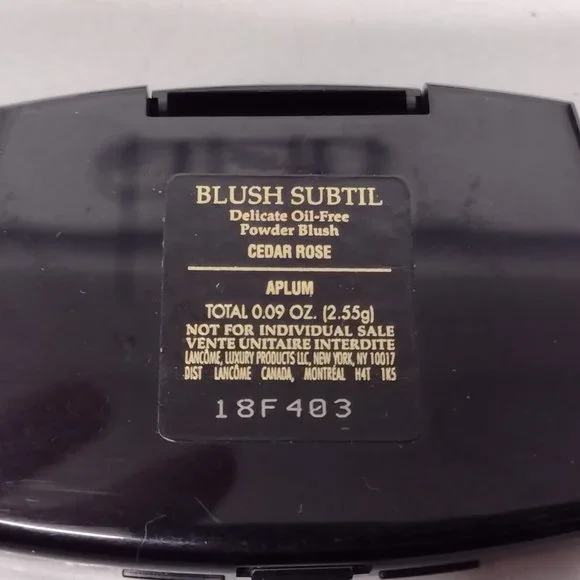 BLUSH SUBTIL
Delicate Oil-Free
Powder Blush
CEDAR ROSE
APLUM
TOTAL 0.09 OZ. (2.55g)
NOT FOR INDIVIDUAL SALE
VENTE UNITAIRE INTERDITE
LANCÔME, LUXURY PRODUCTS LLC, NEW YORK, NY 10017
DIST LANCÔME CANADA, MONTRÉAL H4T 1K5
18F403